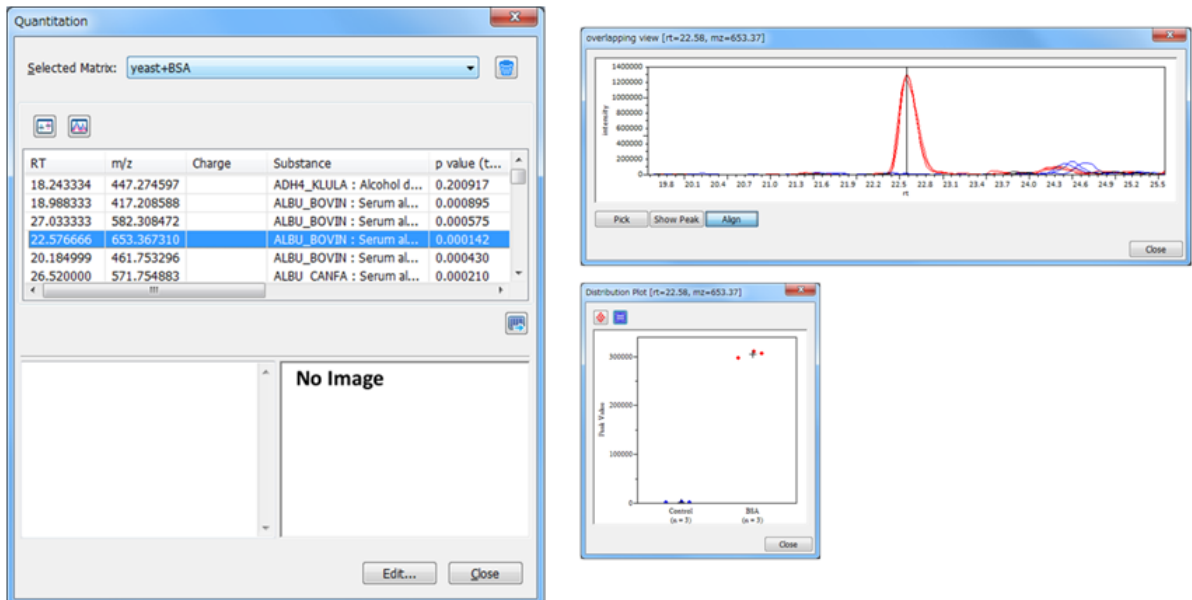 Quantitation
Selected Matrix: yeast+BSA
RT m/z Charge Substance p value (t...
18.243334 447.274597 ADH4_KLULA : Alcohol d... 0.200917
18.988333 417.208588 ALBU_BOVIN : Serum al... 0.000895
27.033333 582.308472 ALBU_BOVIN : Serum al... 0.000575
22.576666 653.367310 ALBU_BOVIN : Serum al... 0.000142
20.184999 461.753296 ALBU_BOVIN : Serum al... 0.000430
26.520000 571.754883 ALBU_CANFA : Serum al... 0.000210
No Image
Edit... Close
overlapping view [rt=22.58, mz=653.37]
intensity
1400000
1200000
1000000
800000
600000
400000
200000
0
19.8 20.1 20.4 20.7 21.0 21.3 21.6 21.9 22.2 22.5 22.8 23.1 23.4 23.7 24.0 24.3 24.6 24.9 25.2 25.5
rt
Pick Show Peak Align
Close
Distribution Plot [rt=22.58, mz=653.37]
Peak Value
300000
200000
100000
0
Control BSA
(n = 3) (n = 3)
Close